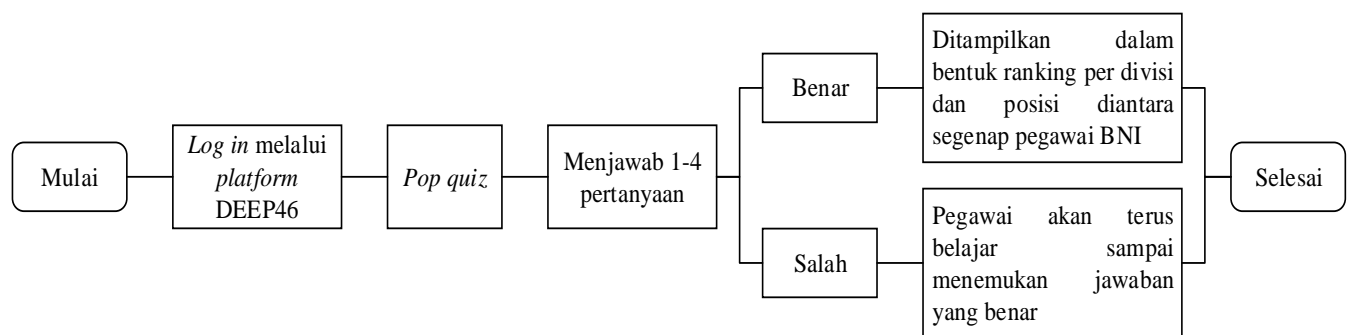 Mulai
Log in melalui
platform
DEEP46
Pop quiz
Menjawab 1-4
pertanyaan
Benar
Ditampilkan dalam
bentuk ranking per divisi
dan posisi diantara
segenap pegawai BNI
Salah
Pegawai akan terus
belajar sampai
menemukan jawaban
yang benar
Selesai